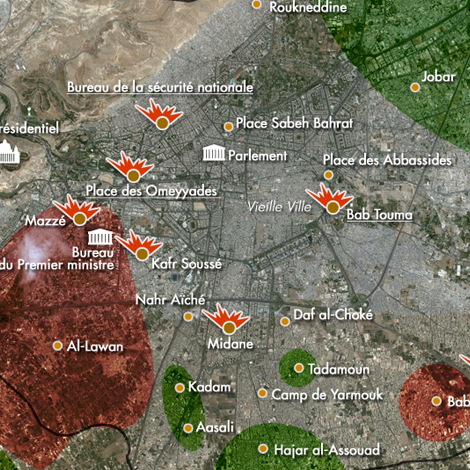 Roukneddine
Jobar
Bureau de la sécurité nationale
Place Sabeh Bahrat
résidentiel
Parlement
Place des Abbassides
Place des Omeyyades
Vieille Ville
Bab Touma
Mazzé
Bureau
du Premier ministre
Kafr Soussé
Nahr Aïché
Daf al-Choké
Midane
Al-Lawan
Tadamoun
Kadam
Camp de Yarmouk
Bab
Aasali
Hajar al-Assouad